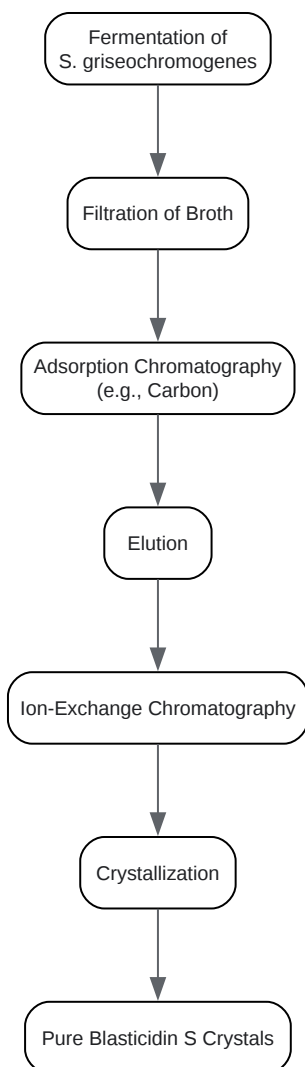 Fermentation of
S. griseochromogenes
Filtration of Broth
Adsorption Chromatography
(e.g., Carbon)
Elution
Ion-Exchange Chromatography
Crystallization
Pure Blasticidin S Crystals